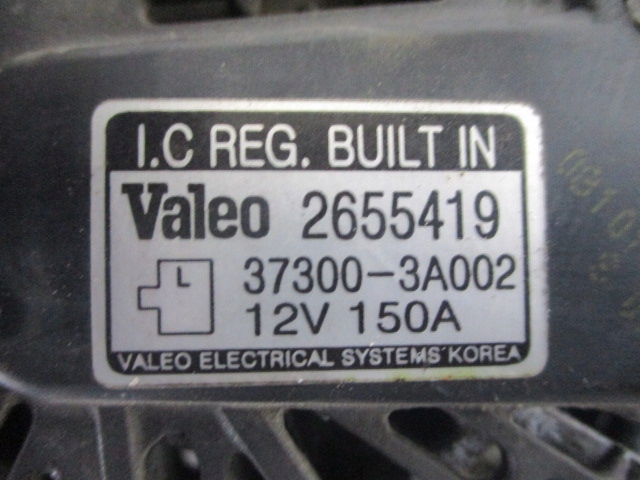 I.C REG. BUILT IN
Valeo 2655419
L
37300-3A002
12V 150A
VALEO ELECTRICAL SYSTEMS KOREA